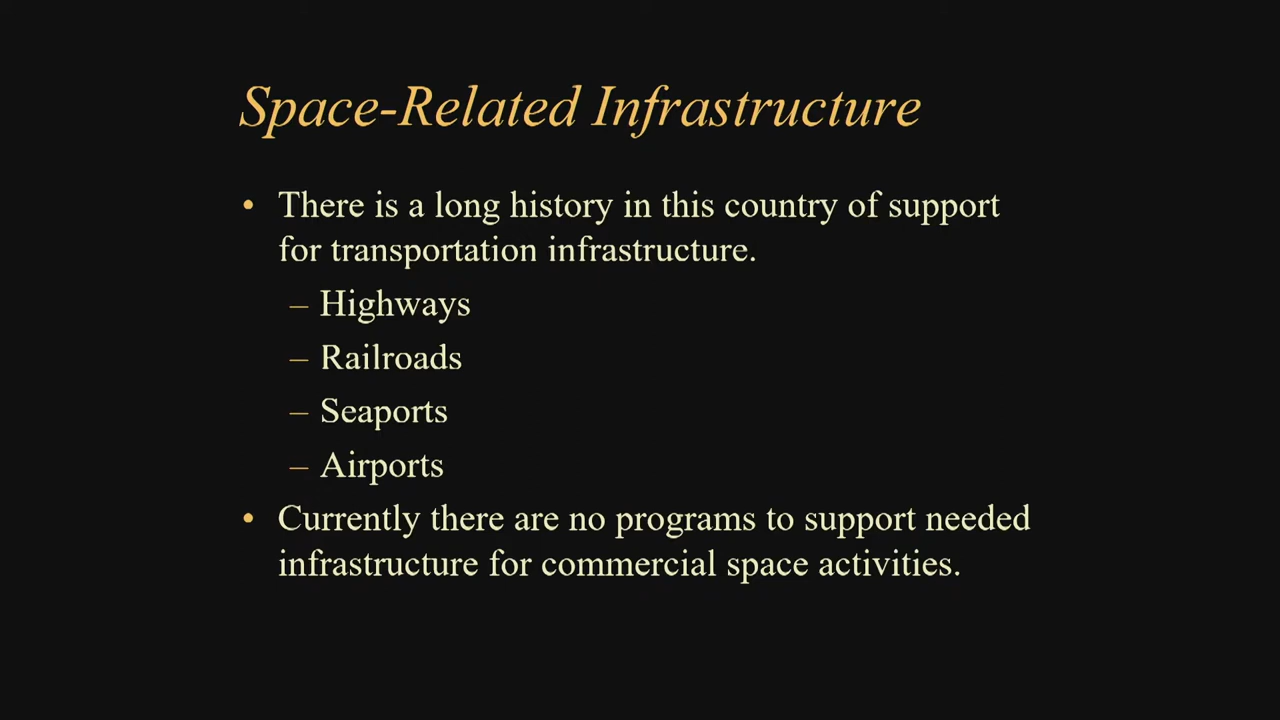 Space-Related Infrastructure
• There is a long history in this country of support
for transportation infrastructure.
– Highways
– Railroads
– Seaports
– Airports
• Currently there are no programs to support needed
infrastructure for commercial space activities.